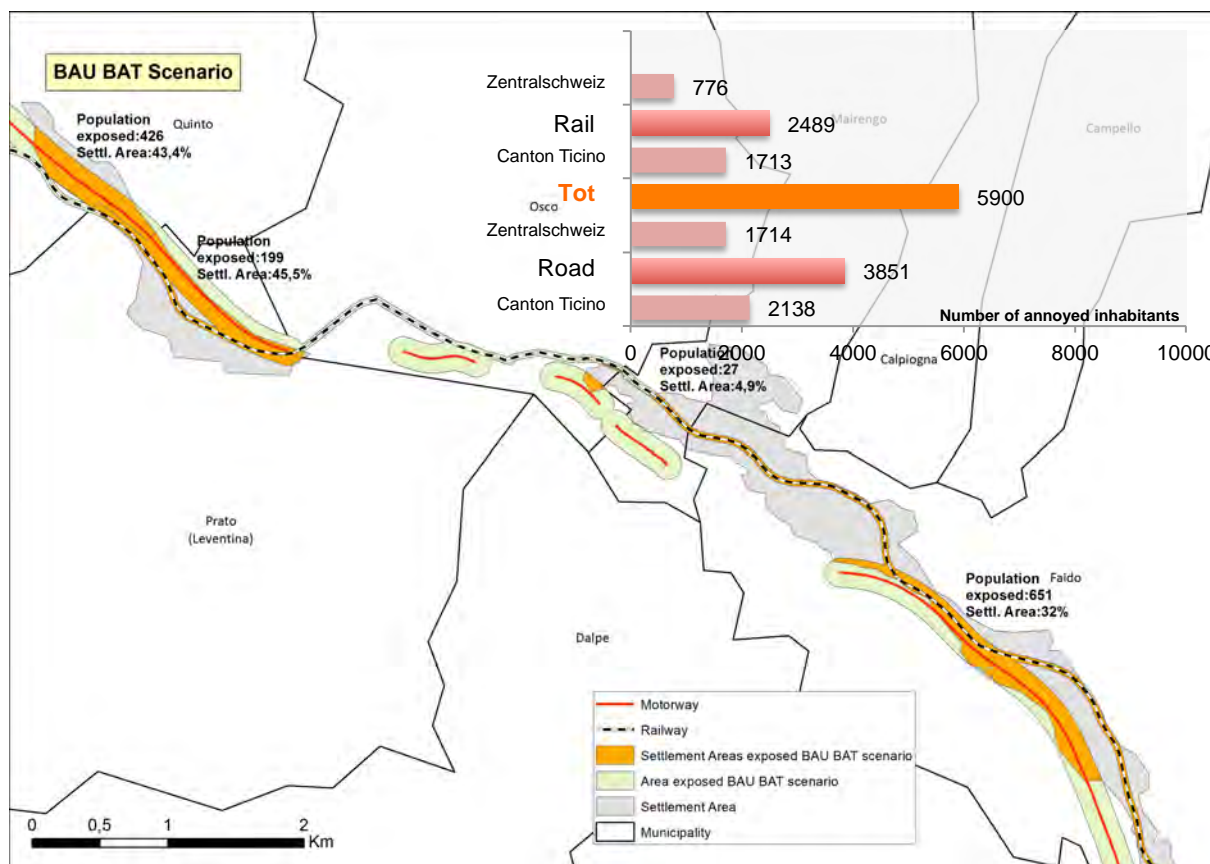 BAU BAT Scenario
Population
exposed:426
Settl. Area:43,4%
Quinto
Population
exposed:199
Settl. Area:45,5%
Osco
Zentralschweiz
776
Rail
2489
Mairengo
Campello
Canton Ticino
1713
Tot
5900
Zentralschweiz
1714
Road
3851
Canton Ticino
2138
Number of annoyed inhabitants
0
2000
4000
6000
8000
10000
Calpiogna
Population
exposed:27
Settl. Area:4,9%
Prato
(Leventina)
Population
exposed:651
Settl. Area:32%
Faido
Dalpe
Motorway
Railway
Settlement Areas exposed BAU BAT scenario
Area exposed BAU BAT scenario
Settlement Area
Municipality
0 0,5 1 2
Km